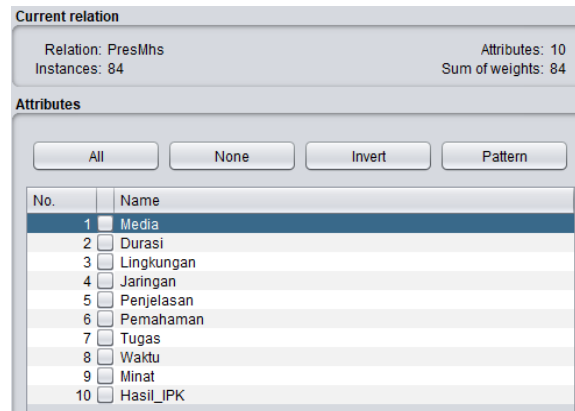 Current relation
Relation: PresMhs Attributes: 10
Instances: 84 Sum of weights: 84
Attributes
All None Invert Pattern
No. Name
1 Media
2 Durasi
3 Lingkungan
4 Jaringan
5 Penjelasan
6 Pemahaman
7 Tugas
8 Waktu
9 Minat
10 Hasil_IPK